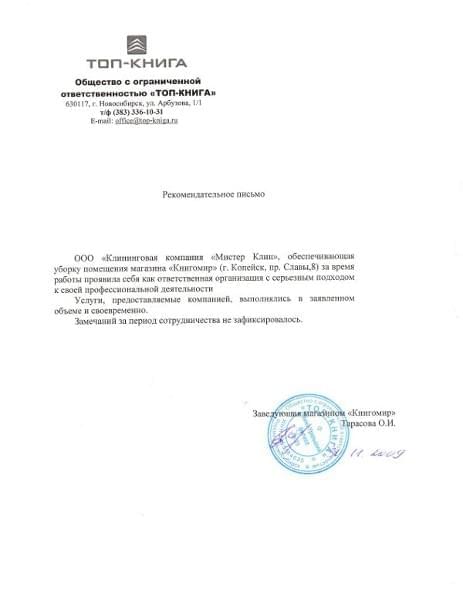 ТОП-КНИГА
Общество с ограниченной
ответственностью «ТОП-КНИГА»
630117, г. Новосибирск, ул. Арбузова, 1/1
т/ф (383) 336-10-31
E-mail: office@top-kniga.ru
Рекомендательное письмо
ООО «Клининговая компания «Мистер Клин», обеспечивающая
уборку помещения магазина «Книгомир» (г. Копейск, пр. Славы,8) за время
работы проявила себя как ответственная организация с серьезным подходом
к своей профессиональной деятельности
Услуги, предоставляемые компанией, выполнялись в заявленном
объеме и своевременно.
Замечаний за период сотрудничества не зафиксировалось.
Заведующая магазином «Книгомир»
Тарасова О.И.
«ТОП-КНИГА»
11. 2009